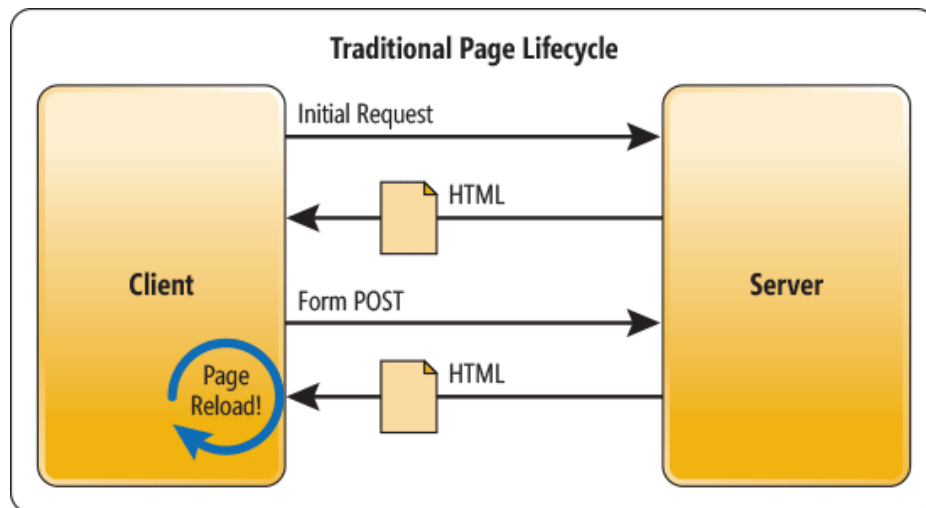 Traditional Page Lifecycle
Initial Request
HTML
Client
Server
Form POST
HTML
Page
Reload!